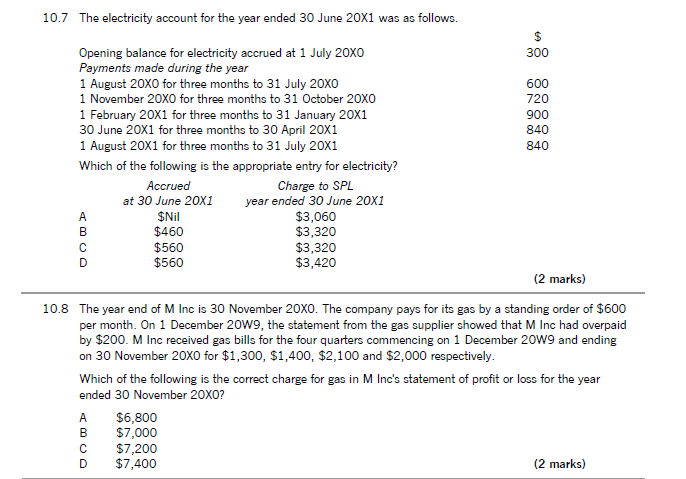 10.7 The electricity account for the year ended 30 June 20X1 was as follows.
$
Opening balance for electricity accrued at 1 July 20X0 300
Payments made during the year
1 August 20X0 for three months to 31 July 20X0 600
1 November 20X0 for three months to 31 October 20X0 720
1 February 20X1 for three months to 31 January 20X1 900
30 June 20X1 for three months to 30 April 20X1 840
1 August 20X1 for three months to 31 July 20X1 840
Which of the following is the appropriate entry for electricity?
Accrued Charge to SPL
at 30 June 20X1 year ended 30 June 20X1
A $Nil $3,060
B $460 $3,320
C $560 $3,320
D $560 $3,420
(2 marks)
10.8 The year end of M Inc is 30 November 20X0. The company pays for its gas by a standing order of $600
per month. On 1 December 20W9, the statement from the gas supplier showed that M Inc had overpaid
by $200. M Inc received gas bills for the four quarters commencing on 1 December 20W9 and ending
on 30 November 20X0 for $1,300, $1,400, $2,100 and $2,000 respectively.
Which of the following is the correct charge for gas in M Inc's statement of profit or loss for the year
ended 30 November 20X0?
A $6,800
B $7,000
C $7,200
D $7,400 (2 marks)